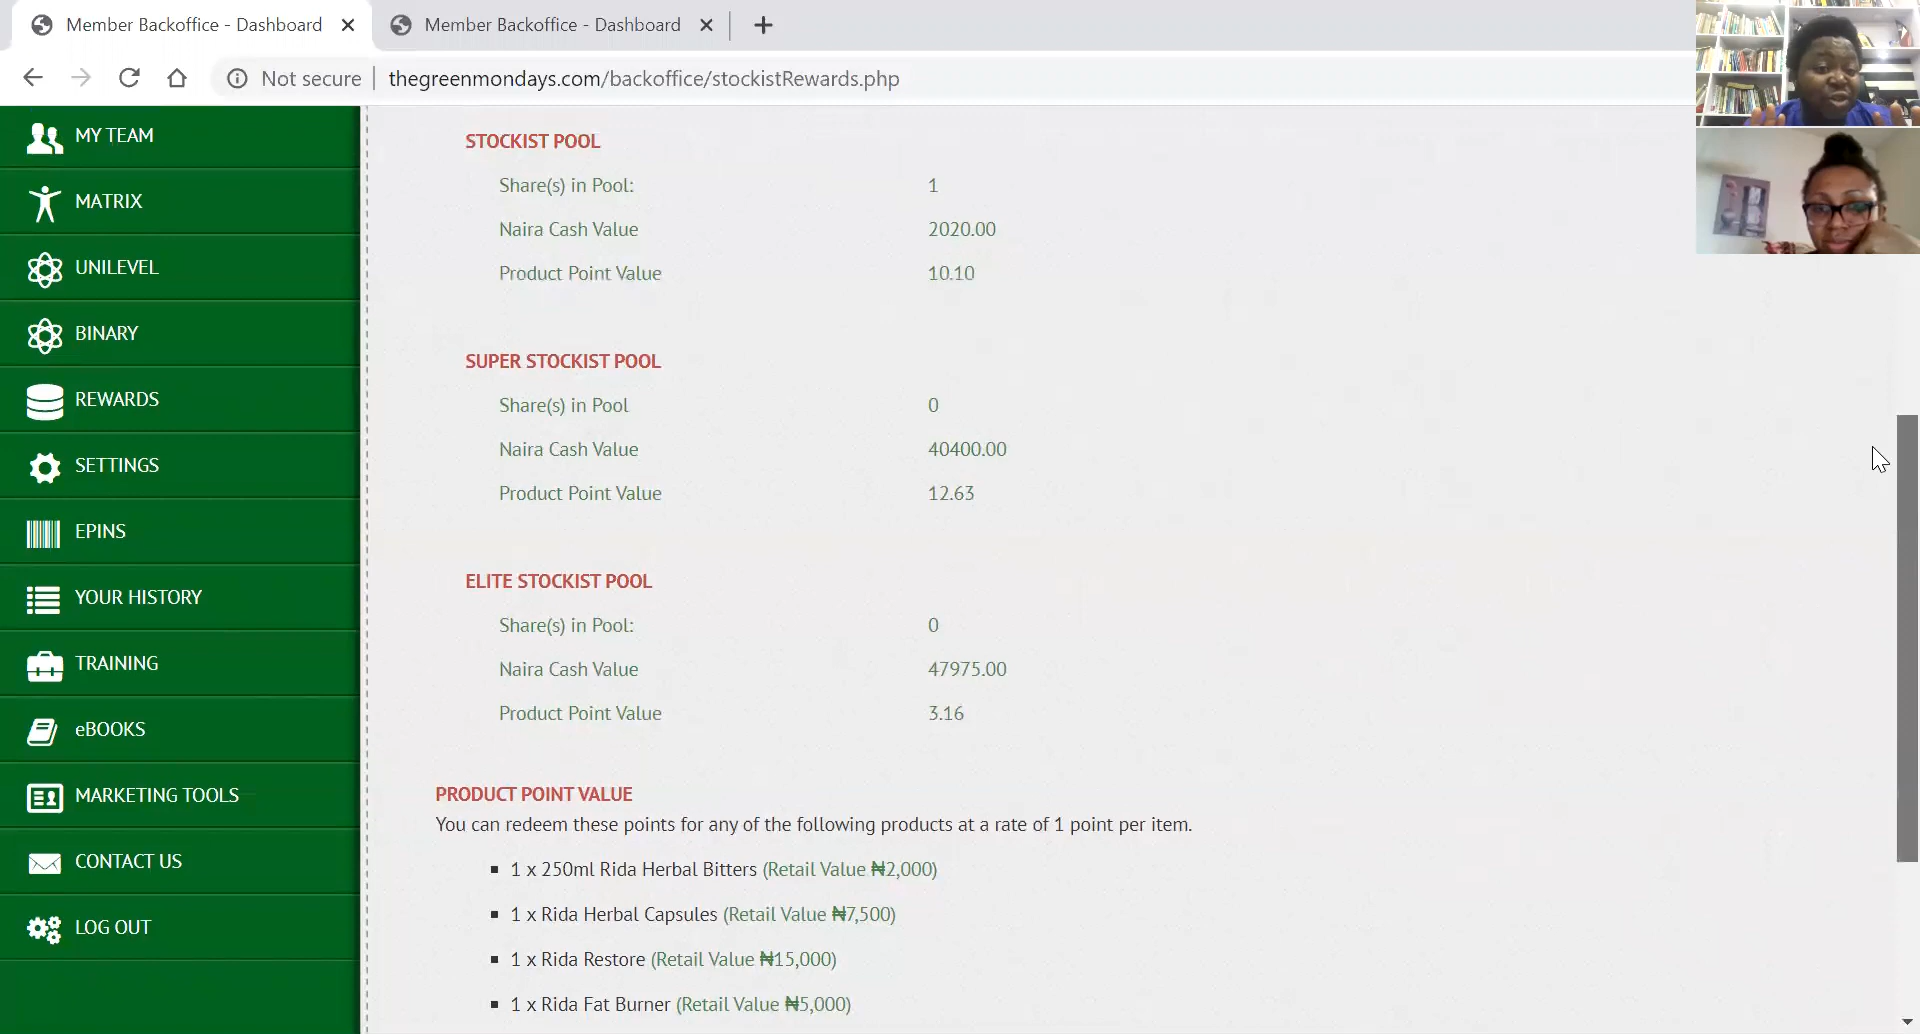 Member Backoffice - Dashboard
Member Backoffice - Dashboard
Not secure
thegreenmondays.com/backoffice/stockistRewards.php
MY TEAM
MATRIX
UNILEVEL
BINARY
REWARDS
SETTINGS
EPINS
YOUR HISTORY
TRAINING
eBOOKS
MARKETING TOOLS
CONTACT US
LOG OUT
STOCKIST POOL
Share(s) in Pool: 1
Naira Cash Value 2020.00
Product Point Value 10.10
SUPER STOCKIST POOL
Share(s) in Pool 0
Naira Cash Value 40400.00
Product Point Value 12.63
ELITE STOCKIST POOL
Share(s) in Pool: 0
Naira Cash Value 47975.00
Product Point Value 3.16
PRODUCT POINT VALUE
You can redeem these points for any of the following products at a rate of 1 point per item.
1 x 250ml Rida Herbal Bitters (Retail Value ₦2,000)
1 x Rida Herbal Capsules (Retail Value ₦7,500)
1 x Rida Restore (Retail Value ₦15,000)
1 x Rida Fat Burner (Retail Value ₦5,000)